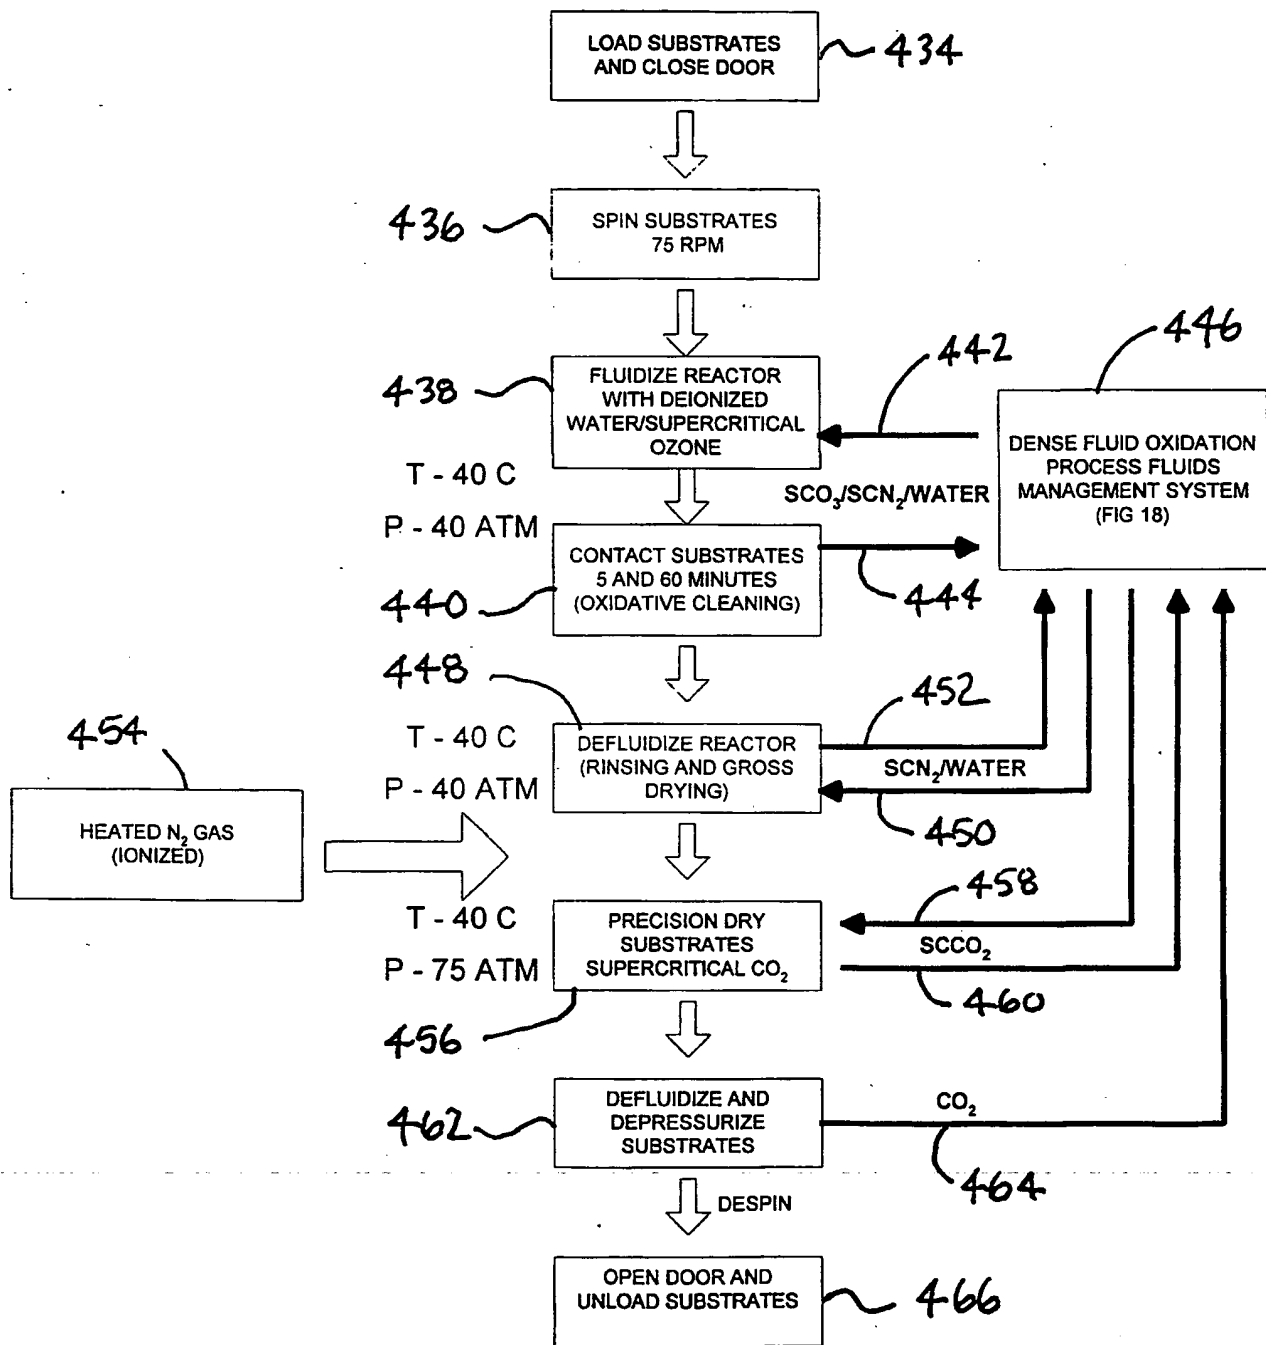 LOAD SUBSTRATES
AND CLOSE DOOR
434
436
SPIN SUBSTRATES
75 RPM
438
FLUIDIZE REACTOR
WITH DEIONIZED
WATER/SUPERCRITICAL
OZONE
442
446
DENSE FLUID OXIDATION
PROCESS FLUIDS
MANAGEMENT SYSTEM
(FIG 18)
T - 40 C
P - 40 ATM
SCO₃/SCN₂/WATER
440
CONTACT SUBSTRATES
5 AND 60 MINUTES
(OXIDATIVE CLEANING)
444
448
T - 40 C
P - 40 ATM
DEFLUIDIZE REACTOR
(RINSING AND GROSS
DRYING)
452
SCN₂/WATER
450
454
HEATED N₂ GAS
(IONIZED)
T - 40 C
P - 75 ATM
PRECISION DRY
SUBSTRATES
SUPERCRITICAL CO₂
456
458
SCCO₂
460
462
DEFLUIDIZE AND
DEPRESSURIZE
SUBSTRATES
CO₂
464
DESPIN
OPEN DOOR AND
UNLOAD SUBSTRATES
466